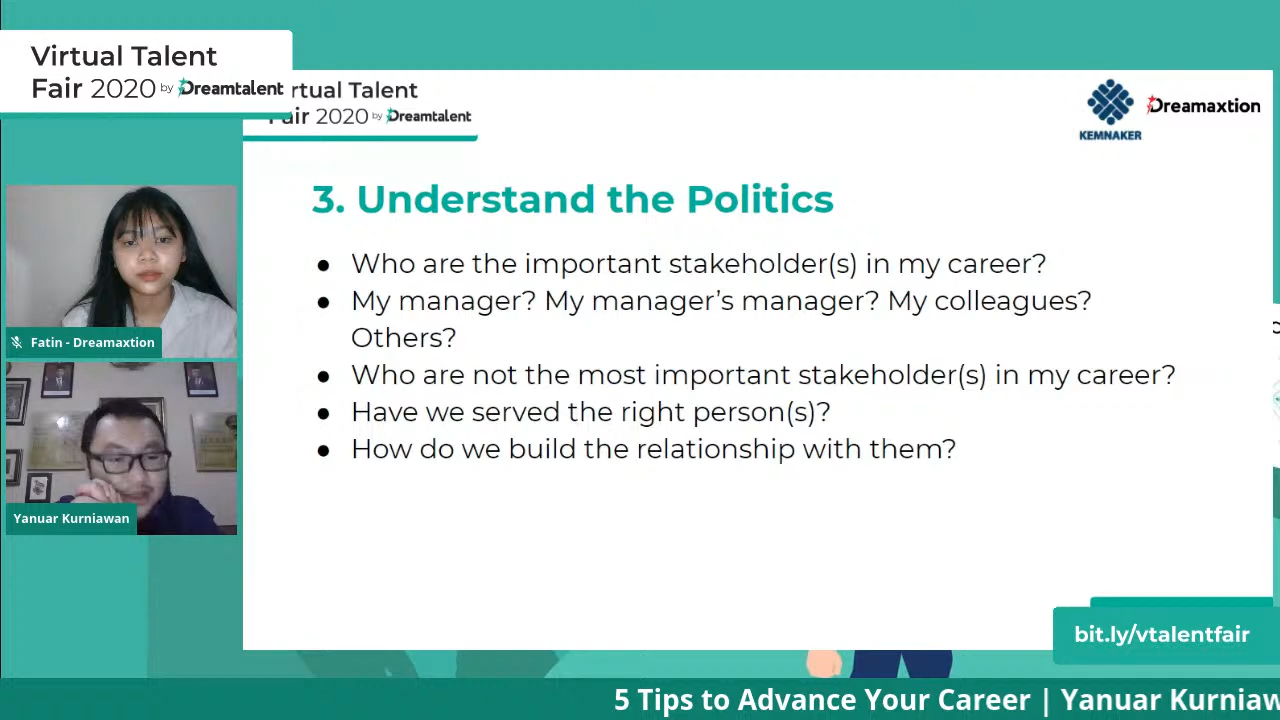 Virtual Talent
Fair 2020 by Dreamtalent
rtual Talent
Fair 2020 by Dreamtalent
KEMNAKER
Dreamaxtion
3. Understand the Politics
● Who are the important stakeholder(s) in my career?
● My manager? My manager’s manager? My colleagues?
Others?
● Who are not the most important stakeholder(s) in my career?
● Have we served the right person(s)?
● How do we build the relationship with them?
Fatin - Dreamaxtion
Yanuar Kurniawan
bit.ly/vtalentfair
5 Tips to Advance Your Career | Yanuar Kurniaw